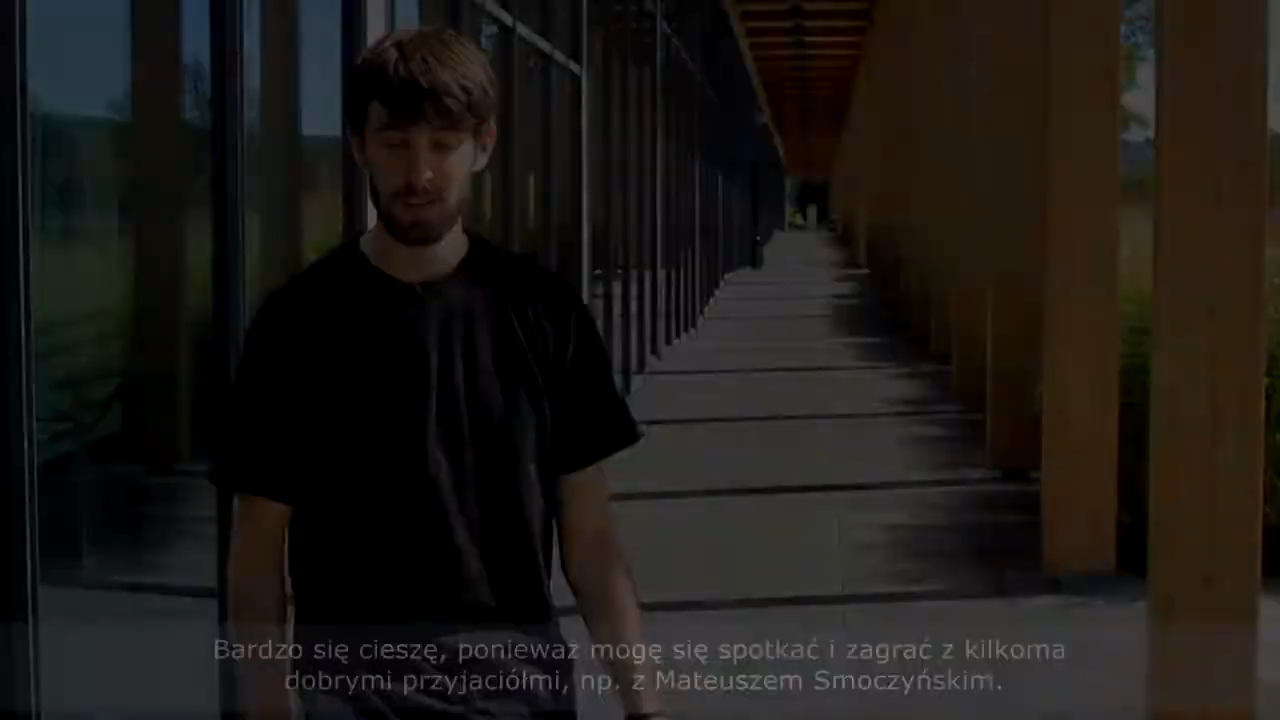 Bardzo się cieszę, ponieważ mogę się spotkać i zagrać z kilkoma
dobrymi przyjaciółmi, np. z Mateuszem Smoczyńskim.